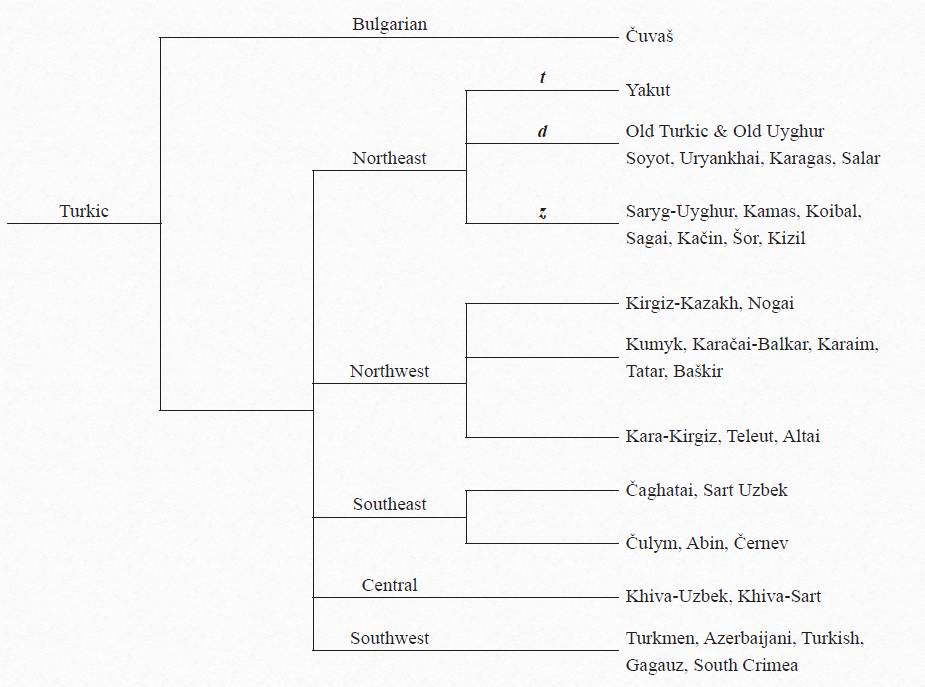 Bulgarian
Čuvaš
t
Yakut
d
Old Turkic & Old Uyghur
Northeast
Soyot, Uryankhai, Karagas, Salar
Turkic
z
Saryg-Uyghur, Kamas, Koibal,
Sagai, Kačin, Šor, Kizil
Kirgiz-Kazakh, Nogai
Kumyk, Karačai-Balkar, Karaim,
Northwest
Tatar, Baškir
Kara-Kirgiz, Teleut, Altai
Čaghatai, Sart Uzbek
Southeast
Čulym, Abin, Černev
Central
Khiva-Uzbek, Khiva-Sart
Southwest
Turkmen, Azerbaijani, Turkish,
Gagauz, South Crimea